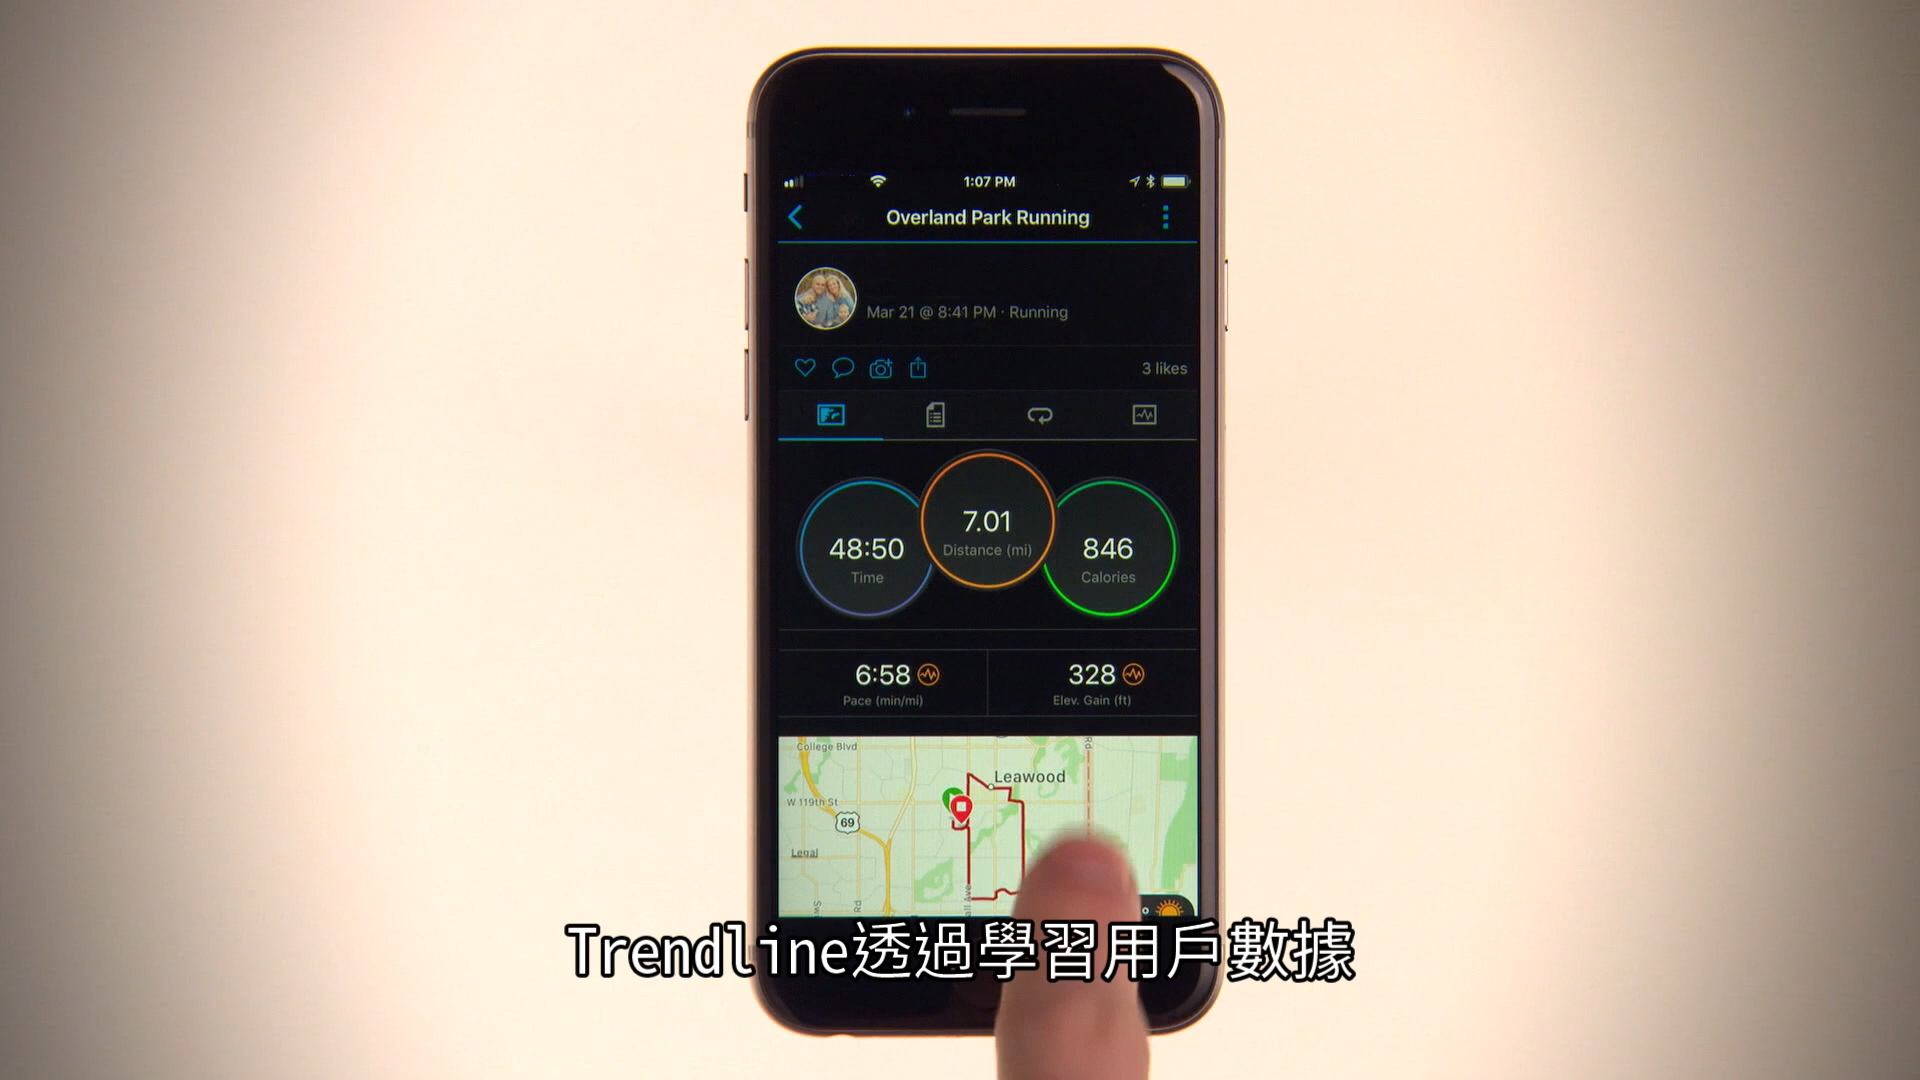 1:07 PM
Overland Park Running
Mar 21 @ 8:41 PM · Running
3 likes
48:50
Time
7.01
Distance (mi)
846
Calories
6:58
Pace (min/mi)
328
Elev. Gain (ft)
College Blvd
Leawood
W 119th St
69
Legal
Rd
Rd
Trendline透過學習用戶數據